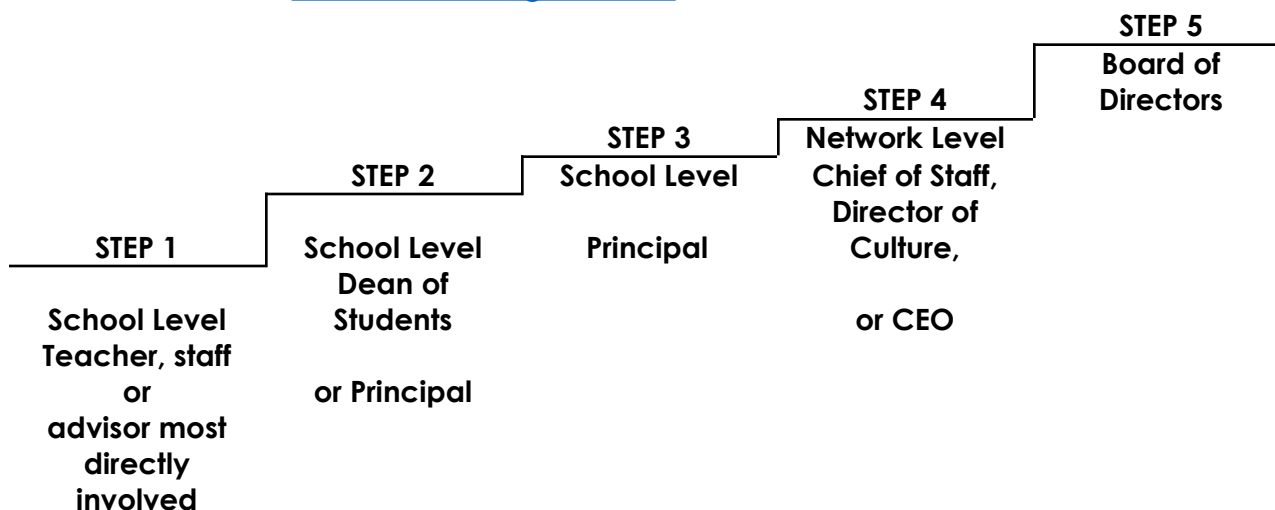 STEP 1
School Level
Teacher, staff
or
advisor most
directly
involved
STEP 2
School Level
Dean of
Students
or Principal
STEP 3
School Level
Principal
STEP 4
Network Level
Chief of Staff,
Director of
Culture,
or CEO
STEP 5
Board of
Directors